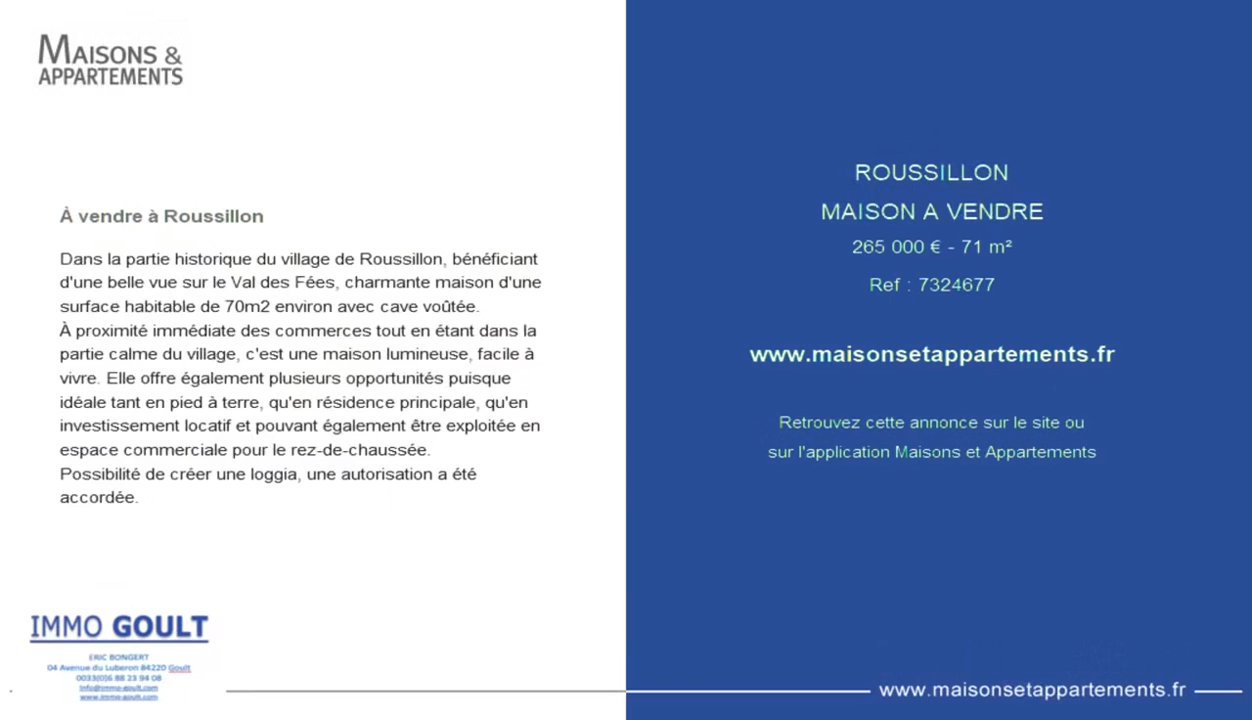 MAISONS &
APPARTEMENTS
À vendre à Roussillon
Dans la partie historique du village de Roussillon, bénéficiant
d'une belle vue sur le Val des Fées, charmante maison d'une
surface habitable de 70m2 environ avec cave voûtée.
À proximité immédiate des commerces tout en étant dans la
partie calme du village, c'est une maison lumineuse, facile à
vivre. Elle offre également plusieurs opportunités puisque
idéale tant en pied à terre, qu'en résidence principale, qu'en
investissement locatif et pouvant également être exploitée en
espace commerciale pour le rez-de-chaussée.
Possibilité de créer une loggia, une autorisation a été
accordée.
IMMO GOULT
ERIC BONGERT
04 Avenue du Luberon 84220 Goult
0033(0)6 88 23 94 08
info@immo-goult.com
www.immo-goult.com
ROUSSILLON
MAISON A VENDRE
265 000 € - 71 m²
Ref : 7324677
www.maisonsetappartements.fr
Retrouvez cette annonce sur le site ou
sur l'application Maisons et Appartements
www.maisonsetappartements.fr